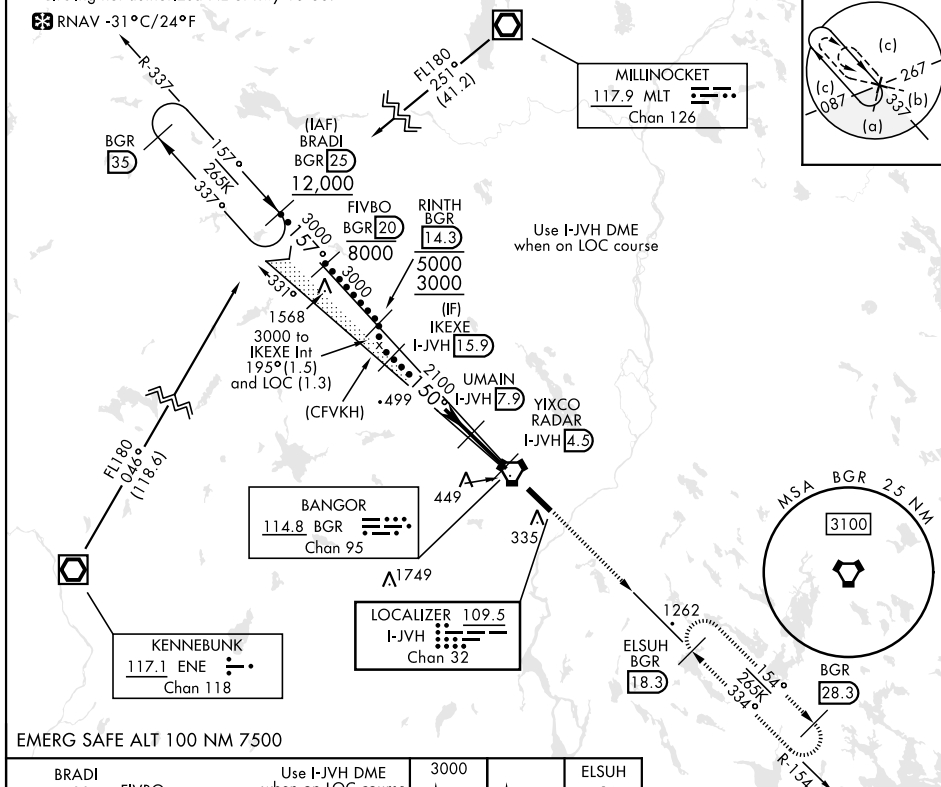 RNAV -31°C/24°F
R-337
FL180
251°
(41.2)
MILLINOCKET
117.9 MLT
Chan 126
(c)
(c)
267
087
337
(b)
(a)
BGR
35
157°
265K
337°
(IAF)
BRADI
BGR 25
12,000
FIVBO
BGR 20
8000
RINTH
BGR
14.3
5000
3000
Use I-JVH DME
when on LOC course
3000
157°
3000
331°
1568
3000 to
IKEXE Int
195° (1.5)
and LOC (1.3)
(IF)
IKEXE
I-JVH 15.9
x
(CFVKH)
.499
2100
150°
UMAIN
I-JVH 7.9
YIXCO
RADAR
I-JVH 4.5
FL180
046°
(118.6)
449
335
BANGOR
114.8 BGR
Chan 95
1749
LOCALIZER 109.5
I-JVH
Chan 32
MSA BGR 25 NM
3100
KENNEBUNK
117.1 ENE
Chan 118
1262
ELSUH
BGR
18.3
154°
265K
334°
BGR
28.3
R-154
EMERG SAFE ALT 100 NM 7500
BRADI
FIVBO
Use I-JVH DME
when on LOC course
3000
ELSUH